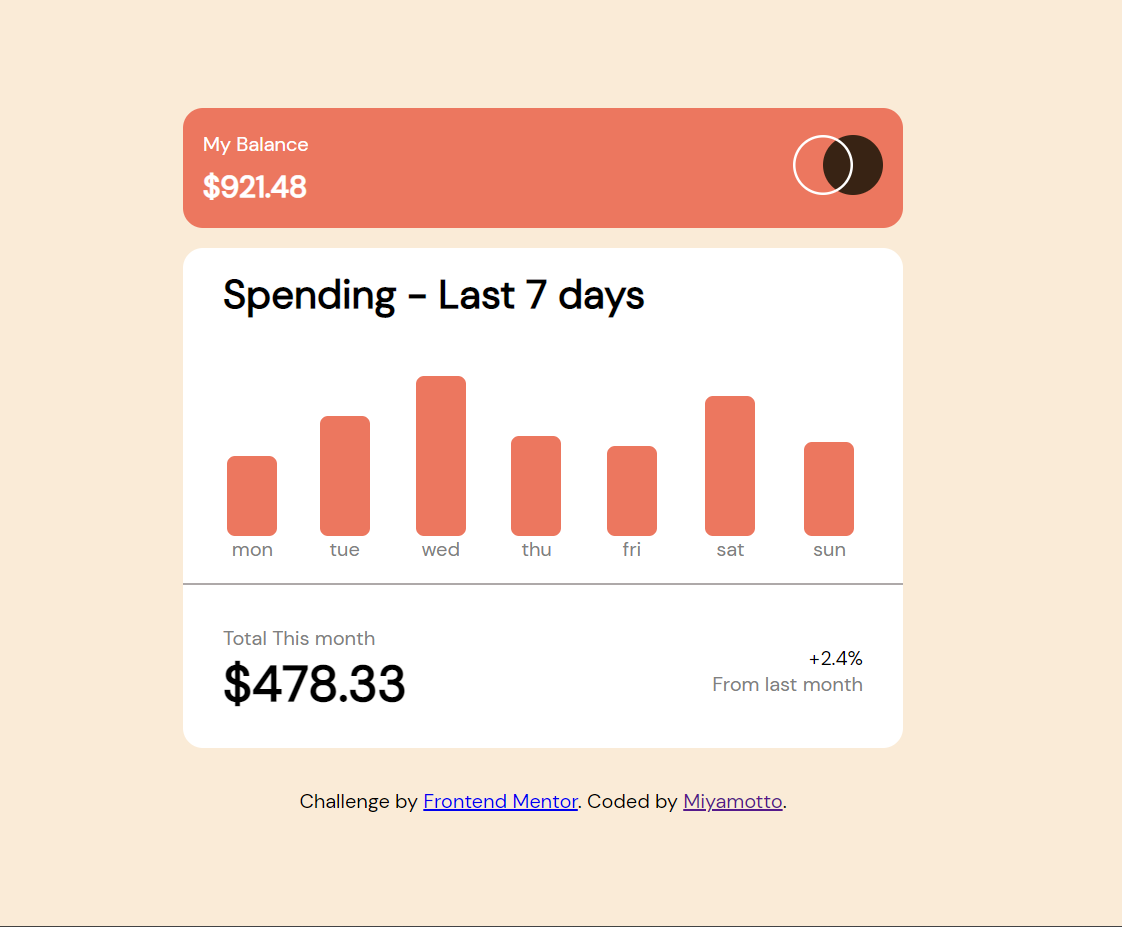 My Balance
$921.48
Spending - Last 7 days
mon tue wed thu fri sat sun
Total This month
$478.33
+2.4%
From last month
Challenge by Frontend Mentor. Coded by Miyamotto.